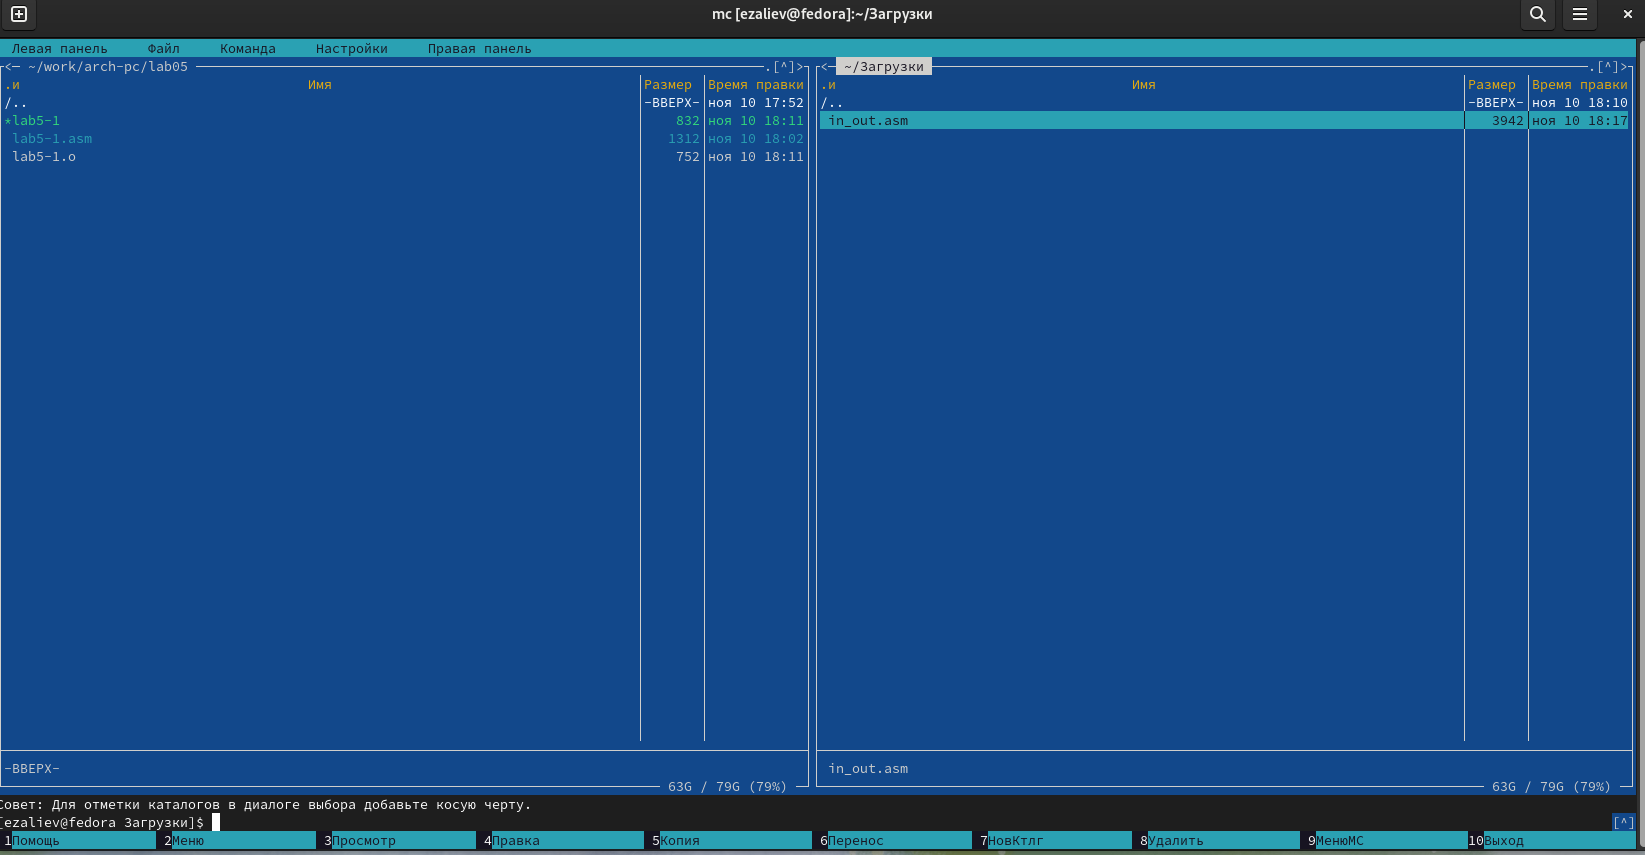 mc [ezaliev@fedora]:~/Загрузки
Левая панель Файл Команда Настройки Правая панель
<─ ~/work/arch-pc/lab05 .[^]> <─ ~/Загрузки .[^]>
.и Имя Размер Время правки .и Имя Размер Время правки
/.. -ВВЕРХ- ноя 10 17:52 /.. -ВВЕРХ- ноя 10 18:10
*lab5-1 832 ноя 10 18:11 in_out.asm 3942 ноя 10 18:17
lab5-1.asm 1312 ноя 10 18:02
lab5-1.o 752 ноя 10 18:11
-ВВЕРХ- in_out.asm
63G / 79G (79%) 63G / 79G (79%)
Совет: Для отметки каталогов в диалоге выбора добавьте косую черту.
[ezaliev@fedora Загрузки]$ [^]
1Помощь 2Меню 3Просмотр 4Правка 5Копия 6Перенос 7НовКтлг 8Удалить 9МенюMC 10Выход